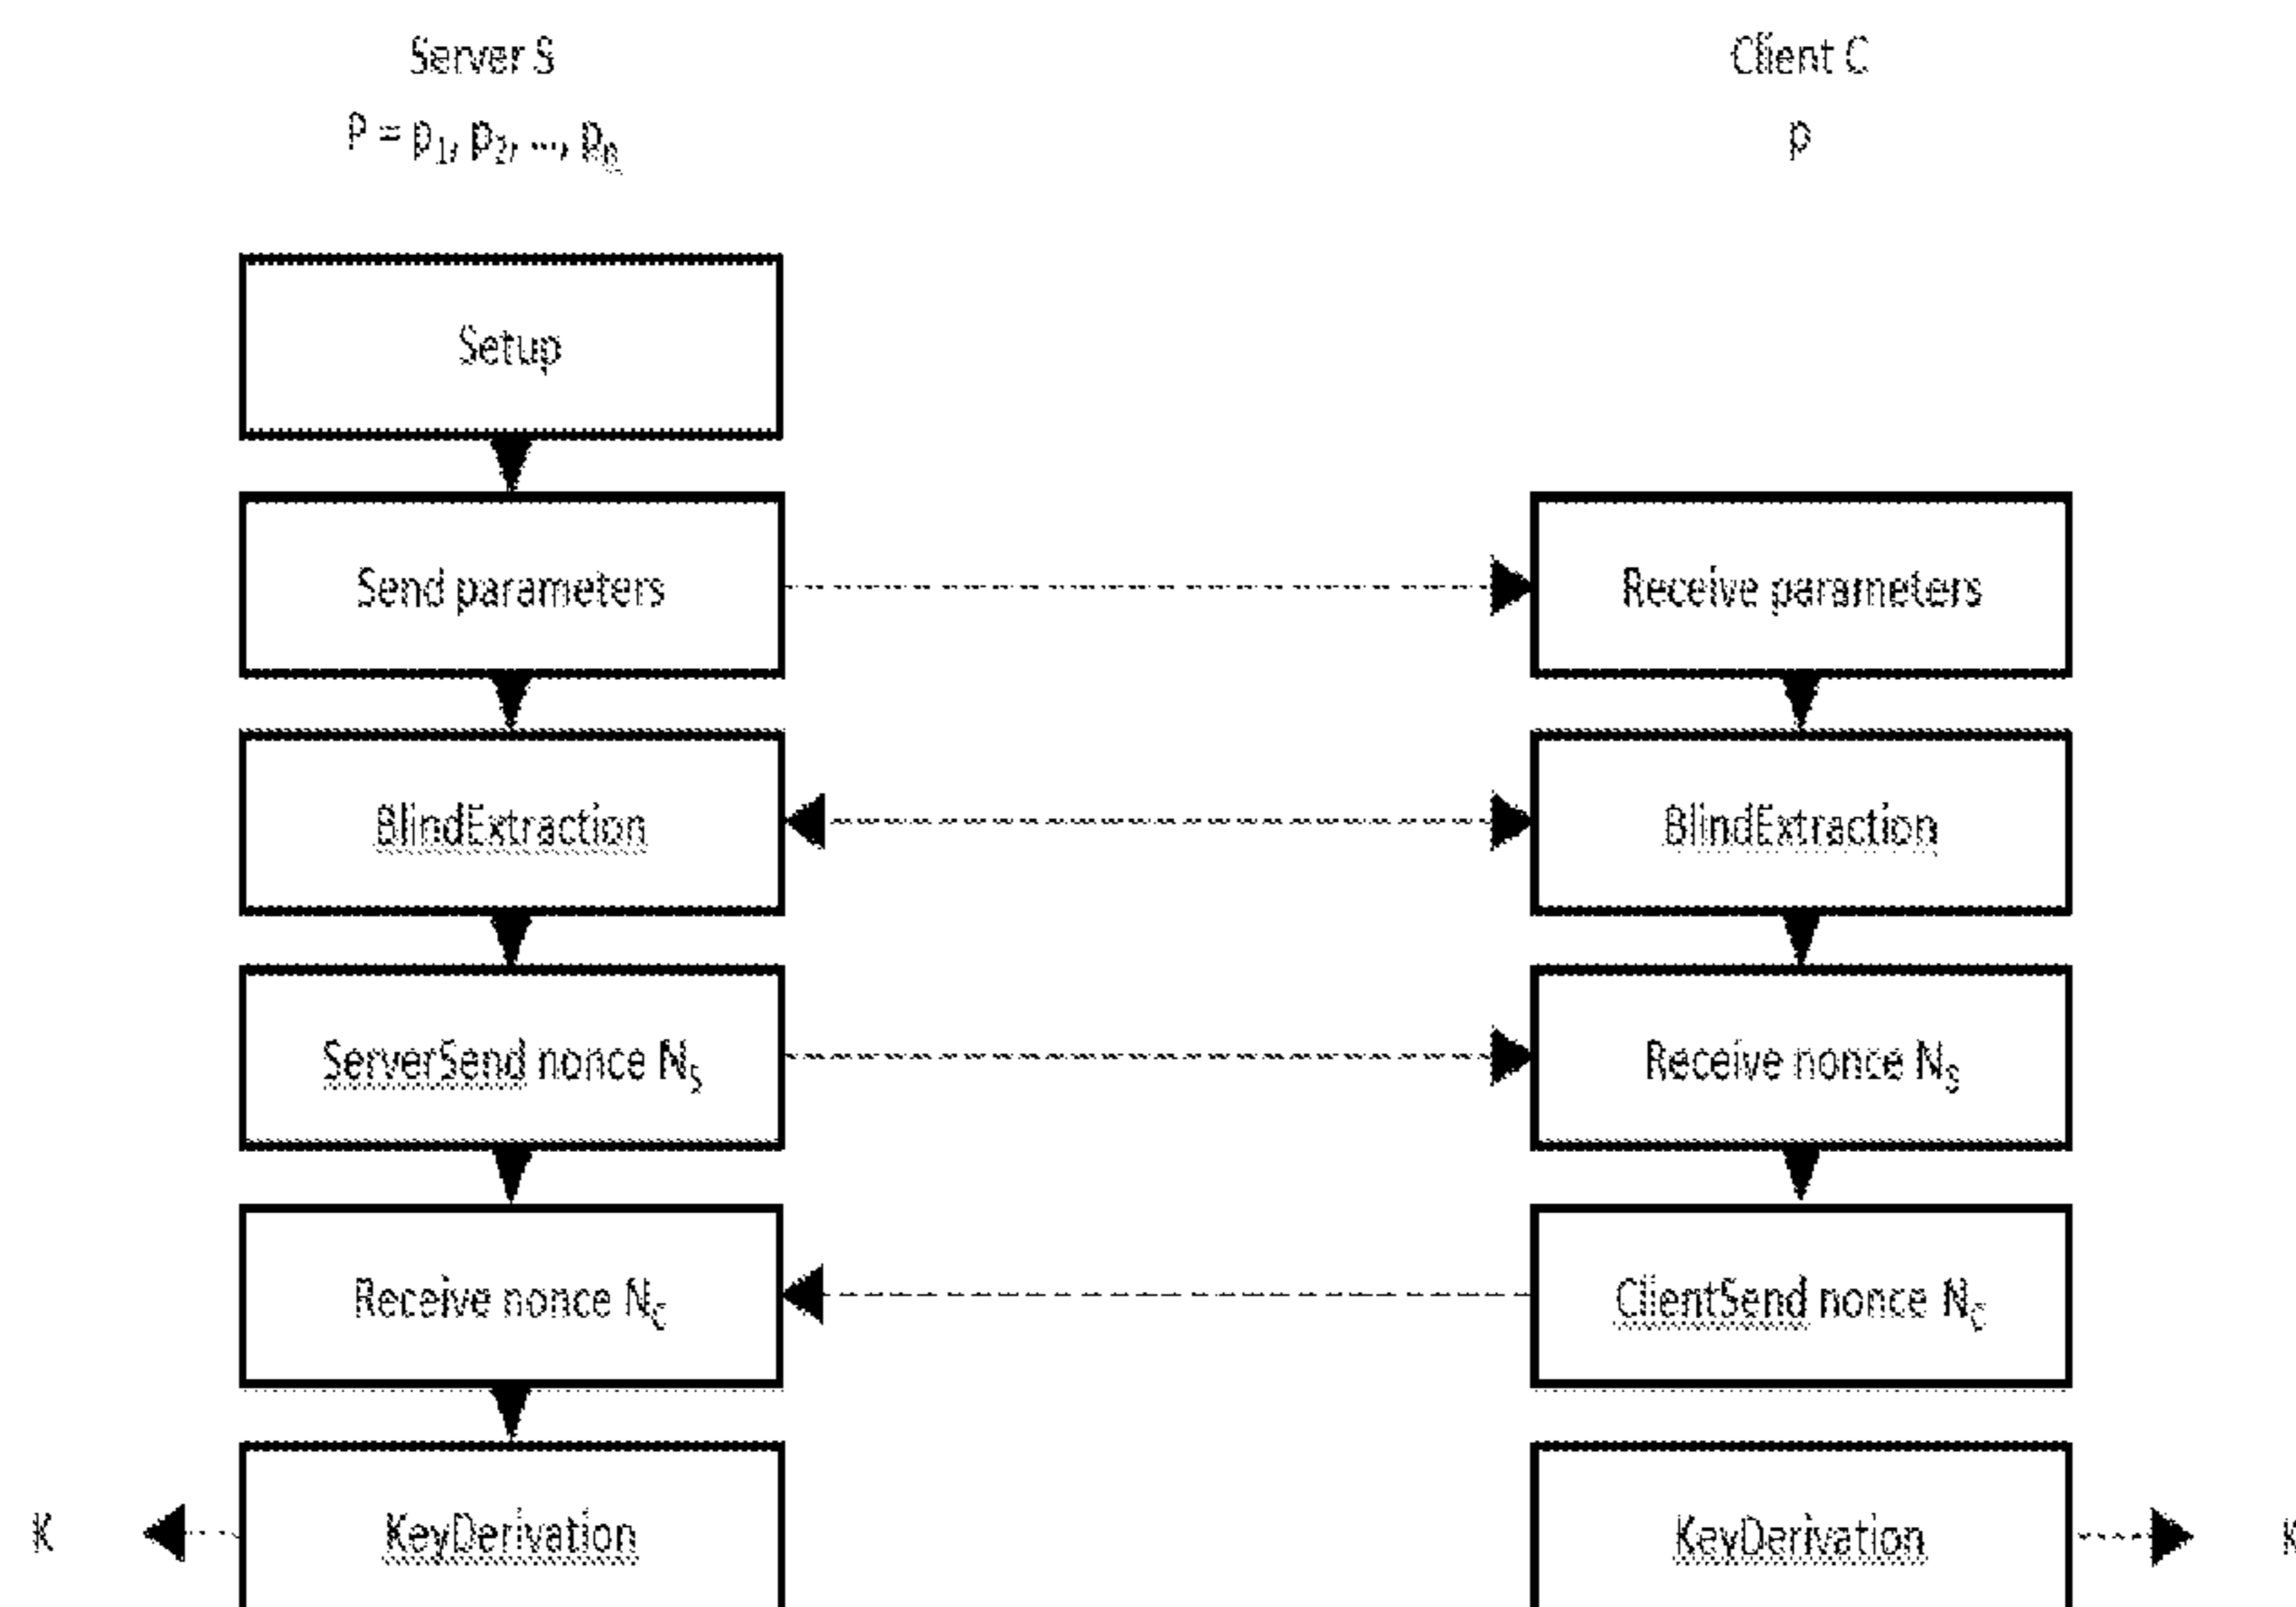 Server S
Client C
P = p1, p2, ..., pn
p
Setup
Send parameters
Receive parameters
BlindExtraction
BlindExtraction
ServerSend nonce NS
Receive nonce NS
Receive nonce NC
ClientSend nonce NC
K
KeyDerivation
KeyDerivation
K